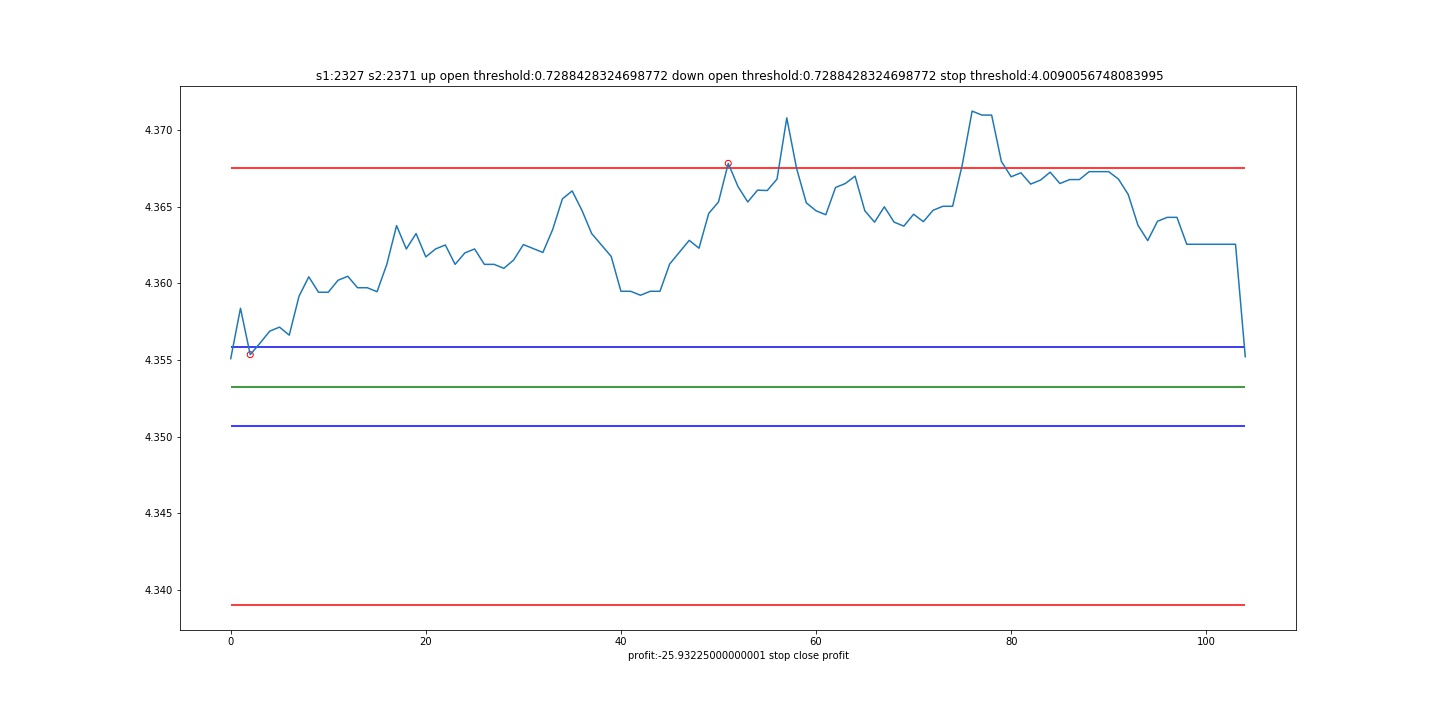 s1:2327 s2:2371 up open threshold:0.7288428324698772 down open threshold:0.7288428324698772 stop threshold:4.0090056748083995
4.370
4.365
4.360
4.355
4.350
4.345
4.340
0 20 40 60 80 100
profit:-25.93225000000001 stop close profit